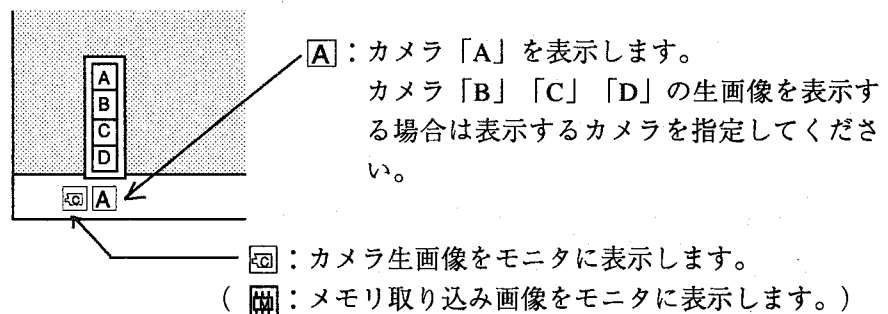 A：カメラ「A」を表示します。
カメラ「B」「C」「D」の生画像を表示す
る場合は表示するカメラを指定してくださ
い。
A
B
C
D
A
：カメラ生画像をモニタに表示します。
（ ：メモリ取り込み画像をモニタに表示します。）